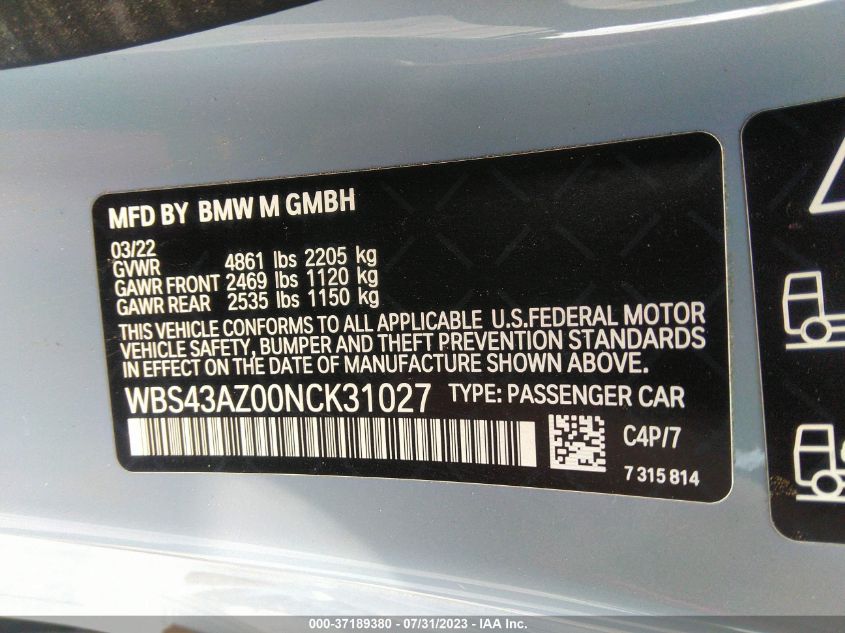 MFD BY BMW M GMBH
03/22
GVWR 4861 lbs 2205 kg
GAWR FRONT 2469 lbs 1120 kg
GAWR REAR 2535 lbs 1150 kg
THIS VEHICLE CONFORMS TO ALL APPLICABLE U.S.FEDERAL MOTOR
VEHICLE SAFETY, BUMPER AND THEFT PREVENTION STANDARDS
IN EFFECT ON THE DATE OF MANUFACTURE SHOWN ABOVE.
WBS43AZ00NCK31027 TYPE: PASSENGER CAR
C4P/7
7 315 814
000-37189380 - 07/31/2023 - IAA Inc.